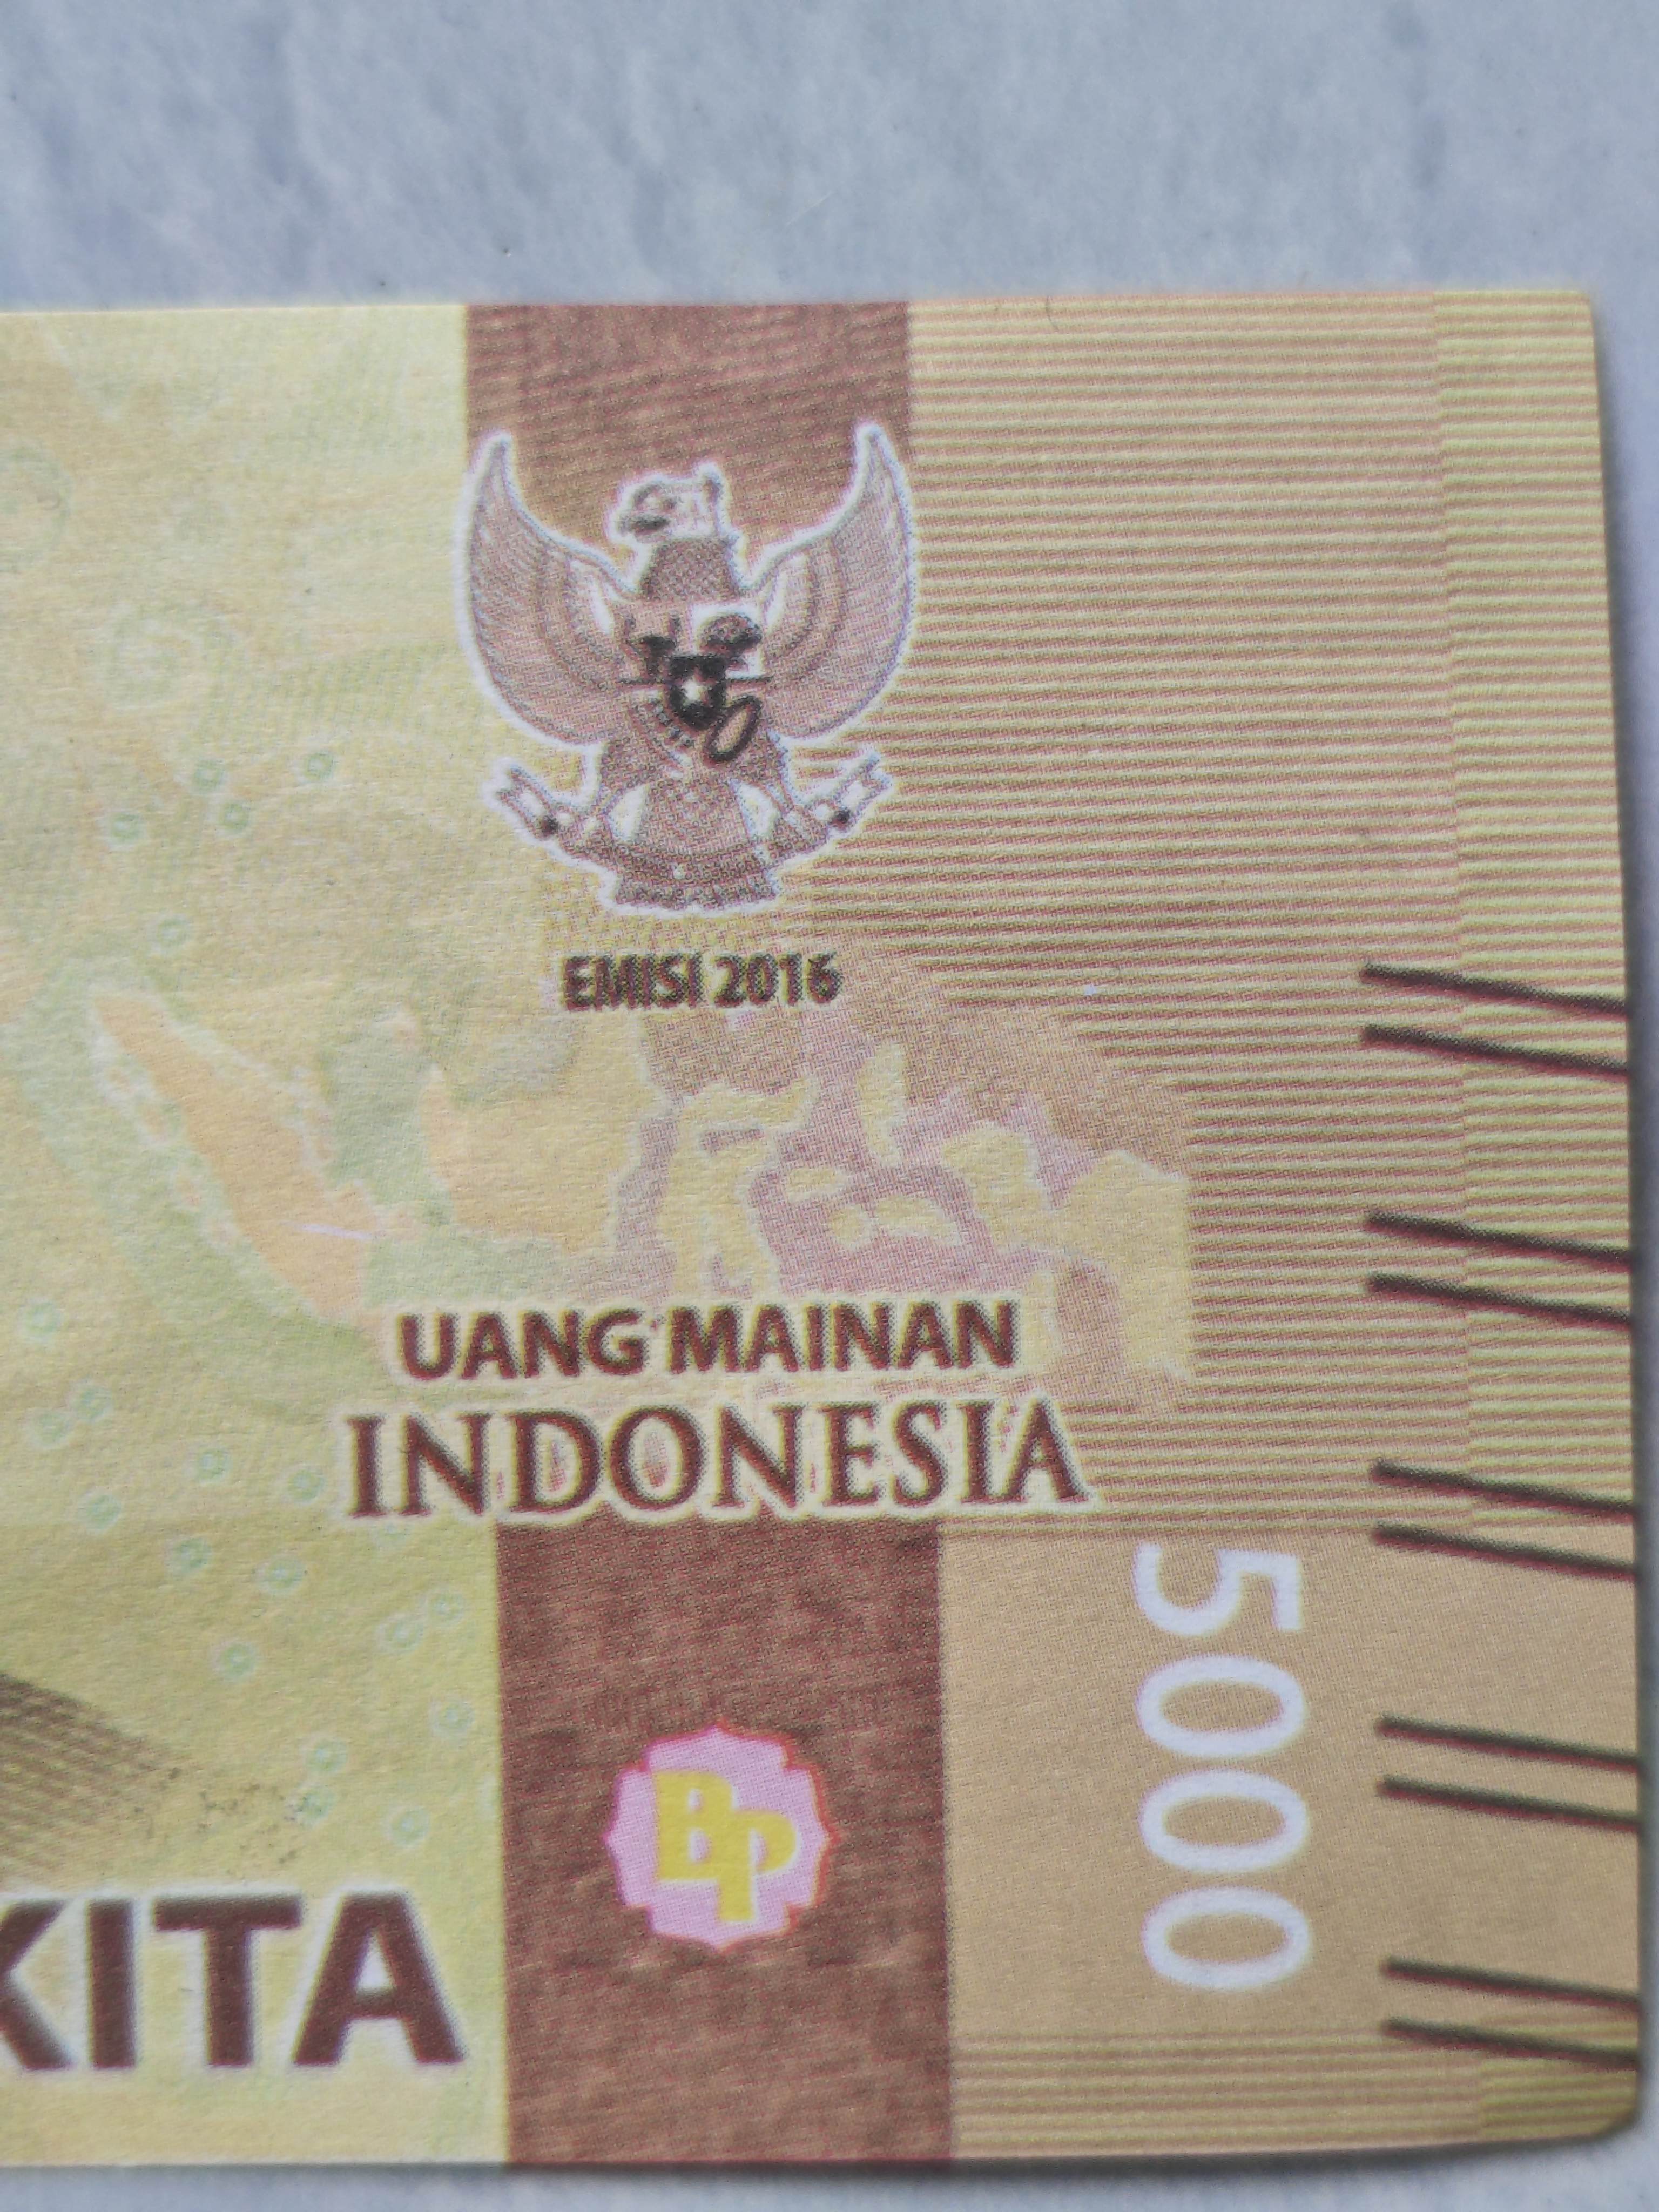 EMISI 2016
UANG MAINAN
INDONESIA
5000
BP
KITA